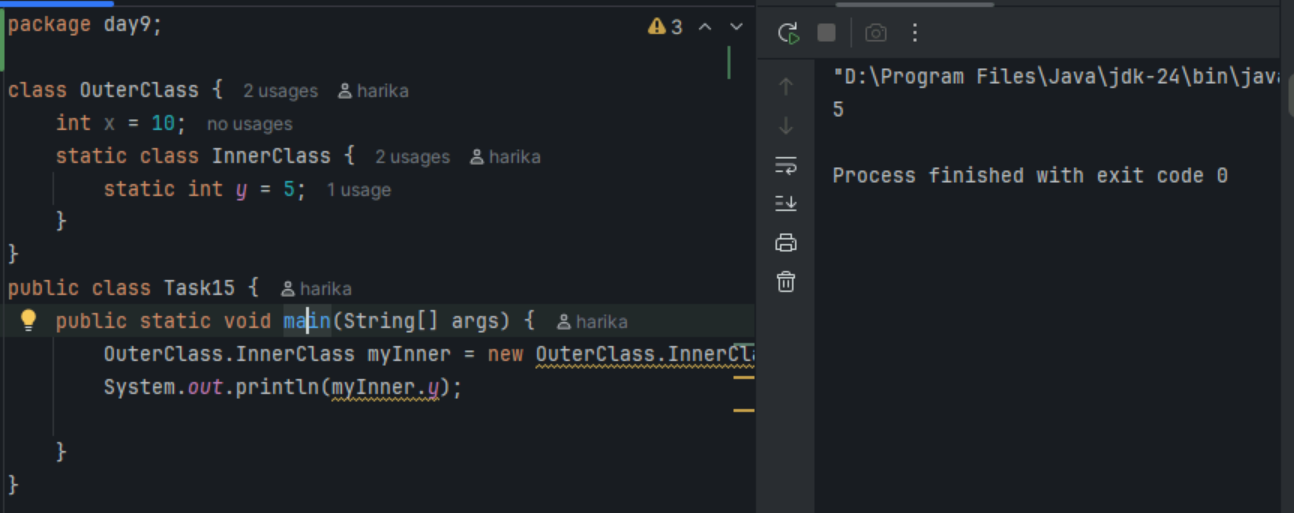 package day9;
3
class OuterClass { 2 usages harika
int x = 10; no usages
static class InnerClass { 2 usages harika
static int y = 5; 1 usage
}
}
public class Task15 { harika
public static void main(String[] args) { harika
OuterClass.InnerClass myInner = new OuterClass.InnerCla
System.out.println(myInner.y);
}
}
"D:\Program Files\Java\jdk-24\bin\java
5
Process finished with exit code 0